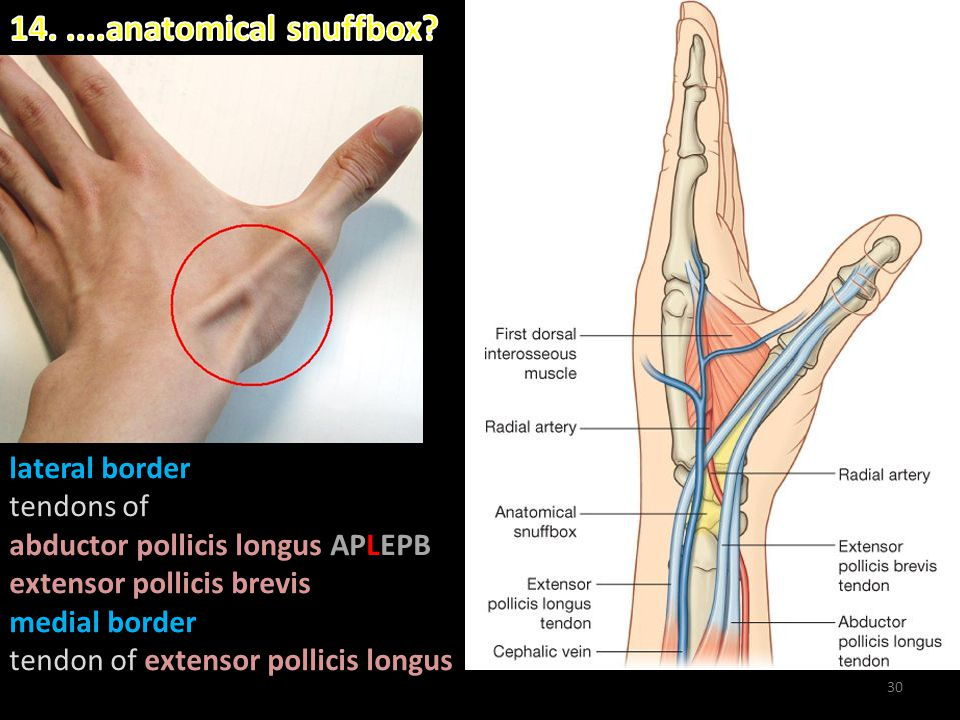 14. ....anatomical snuffbox?
lateral border
tendons of
abductor pollicis longus APLEPB
extensor pollicis brevis
medial border
tendon of extensor pollicis longus
First dorsal
interosseous
muscle
Radial artery
Anatomical
snuffbox
Extensor
pollicis longus
tendon
Cephalic vein
Radial artery
Extensor
pollicis brevis
tendon
Abductor
pollicis longus
tendon
30